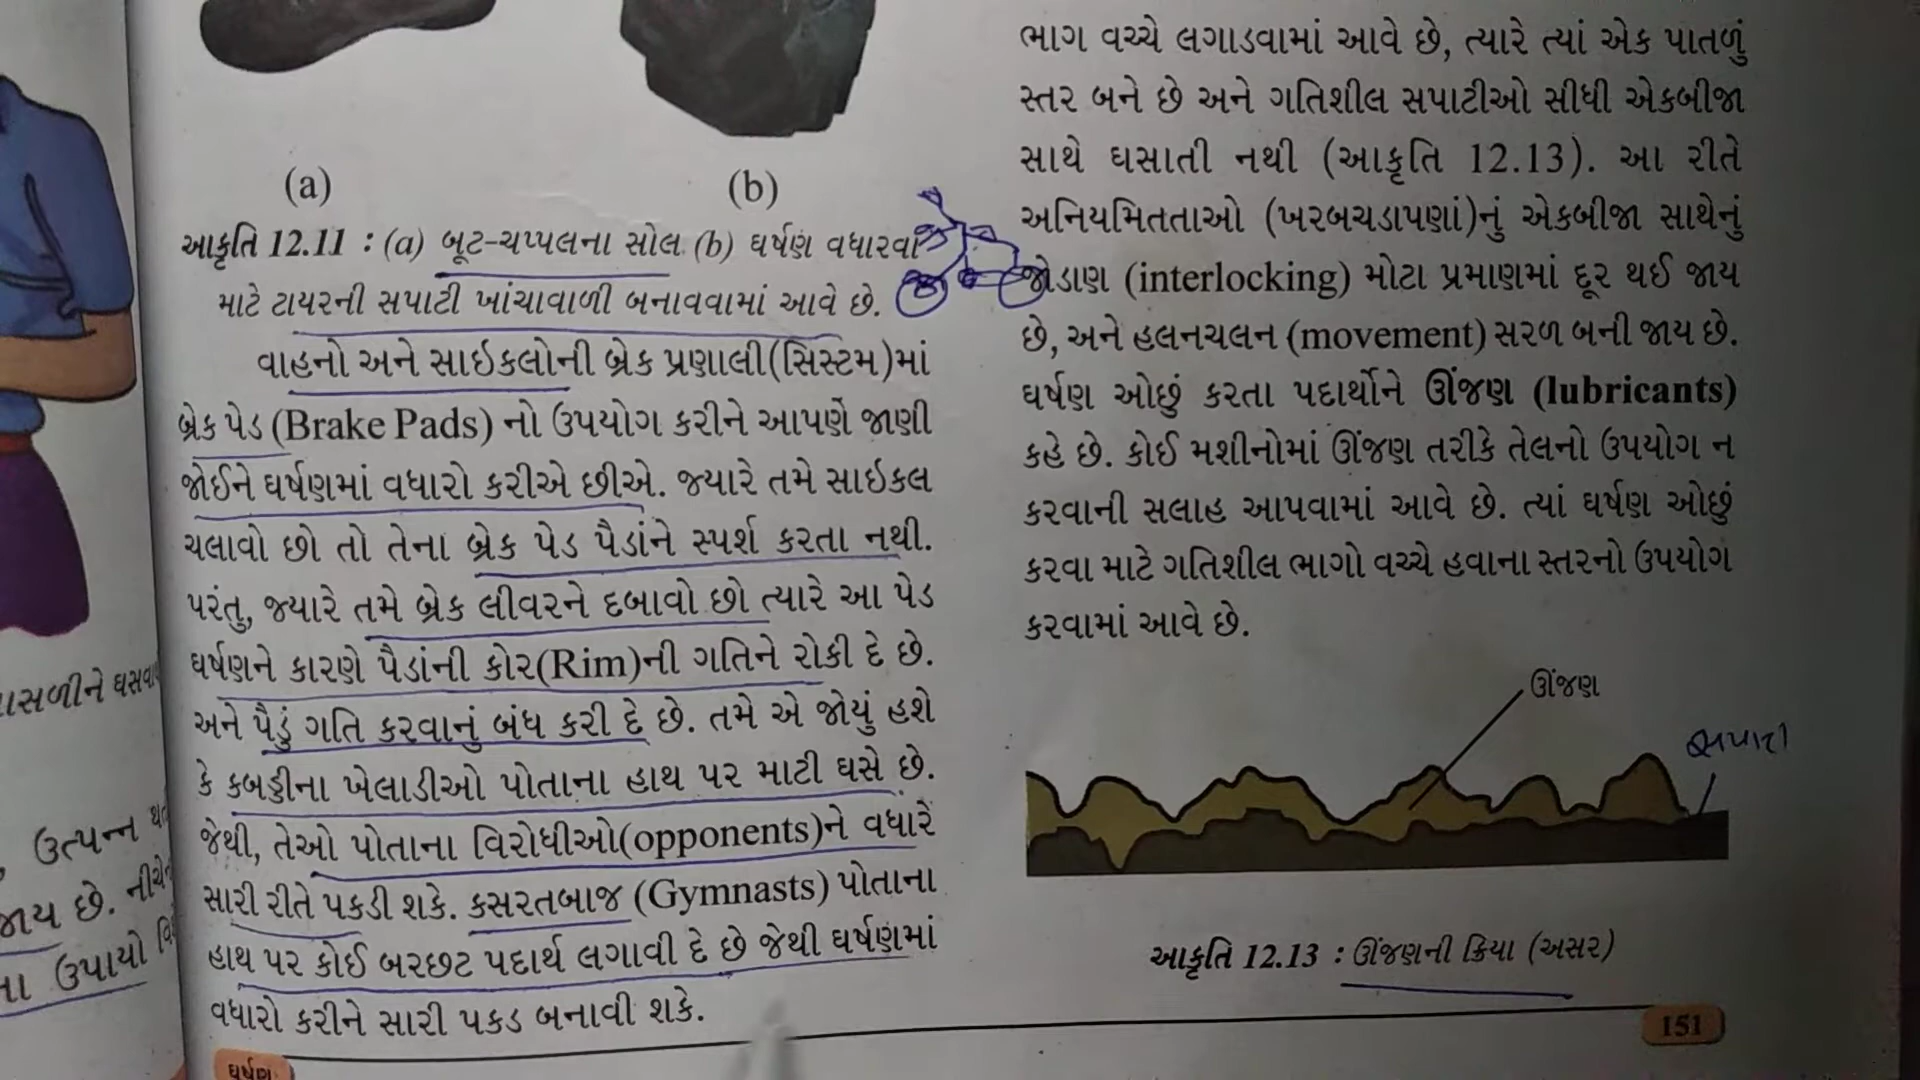 (a)
(b)
આકૃતિ 12.11 : (a) બૂટ-ચપ્પલના સોલ (b) ઘર્ષણ વધારવા
માટે ટાયરની સપાટી ખાંચાવાળી બનાવવામાં આવે છે.
વાહનો અને સાઇકલોની બ્રેક પ્રણાલી(સિસ્ટમ)માં
બ્રેક પેડ (Brake Pads) નો ઉપયોગ કરીને આપણે જાણી
જોઈને ઘર્ષણમાં વધારો કરીએ છીએ. જ્યારે તમે સાઇકલ
ચલાવો છો તો તેના બ્રેક પેડ પૈડાંને સ્પર્શ કરતા નથી.
પરંતુ, જ્યારે તમે બ્રેક લીવરને દબાવો છો ત્યારે આ પેડ
ઘર્ષણને કારણે પૈડાંની કોર(Rim)ની ગતિને રોકી દે છે.
અને પૈડું ગતિ કરવાનું બંધ કરી દે છે. તમે એ જોયું હશે
કે કબડ્ડીના ખેલાડીઓ પોતાના હાથ પર માટી ઘસે છે.
જેથી, તેઓ પોતાના વિરોધીઓ(opponents)ને વધારે
સારી રીતે પકડી શકે. કસરતબાજ (Gymnasts) પોતાના
હાથ પર કોઈ બરછટ પદાર્થ લગાવી દે છે જેથી ઘર્ષણમાં
વધારો કરીને સારી પકડ બનાવી શકે.
ઘર્ષણ
ભાગ વચ્ચે લગાડવામાં આવે છે, ત્યારે ત્યાં એક પાતળું
સ્તર બને છે અને ગતિશીલ સપાટીઓ સીધી એકબીજા
સાથે ઘસાતી નથી (આકૃતિ 12.13). આ રીતે
અનિયમિતતાઓ (ખરબચડાપણાં)નું એકબીજા સાથેનું
જોડાણ (interlocking) મોટા પ્રમાણમાં દૂર થઈ જાય
છે, અને હલનચલન (movement) સરળ બની જાય છે.
ઘર્ષણ ઓછું કરતા પદાર્થોને ઊંજણ (lubricants)
કહે છે. કોઈ મશીનોમાં ઊંજણ તરીકે તેલનો ઉપયોગ ન
કરવાની સલાહ આપવામાં આવે છે. ત્યાં ઘર્ષણ ઓછું
કરવા માટે ગતિશીલ ભાગો વચ્ચે હવાના સ્તરનો ઉપયોગ
કરવામાં આવે છે.
ઊંજણ
સપાટી
આકૃતિ 12.13 : ઊંજણની ક્રિયા (અસર)
151
ઘસવા
ઉત્પન્ન
જાય છે.
ઉપાયો